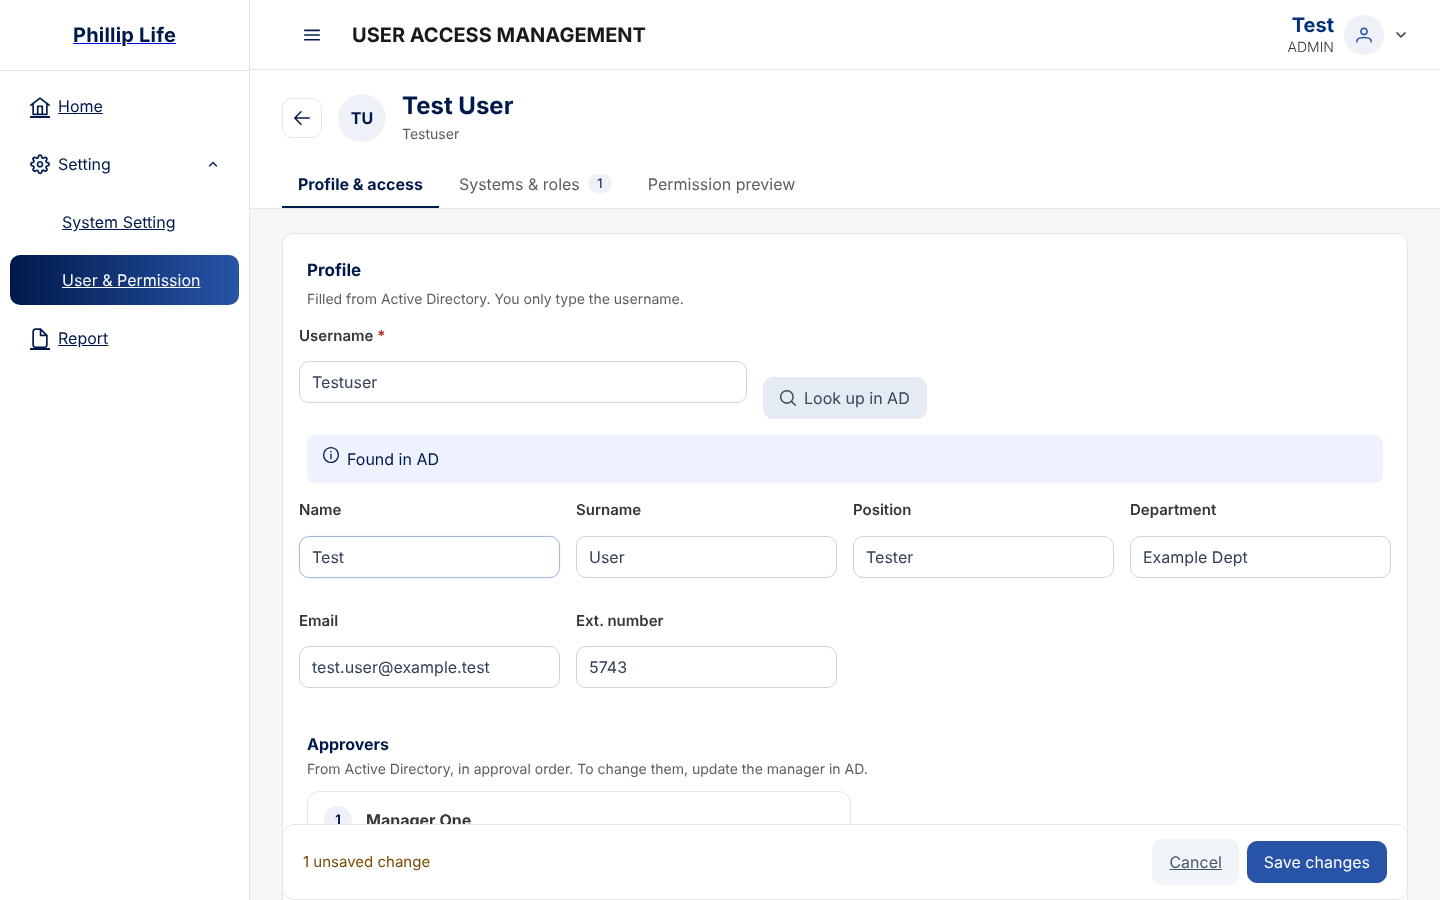 Phillip Life
USER ACCESS MANAGEMENT
Test
ADMIN
Home
Setting
System Setting
User & Permission
Report
TU
Test User
Testuser
Profile & access
Systems & roles 1
Permission preview
Profile
Filled from Active Directory. You only type the username.
Username *
Testuser
Look up in AD
Found in AD
Name
Surname
Position
Department
Test
User
Tester
Example Dept
Email
Ext. number
test.user@example.test
5743
Approvers
From Active Directory, in approval order. To change them, update the manager in AD.
1 Manager One
1 unsaved change
Cancel
Save changes